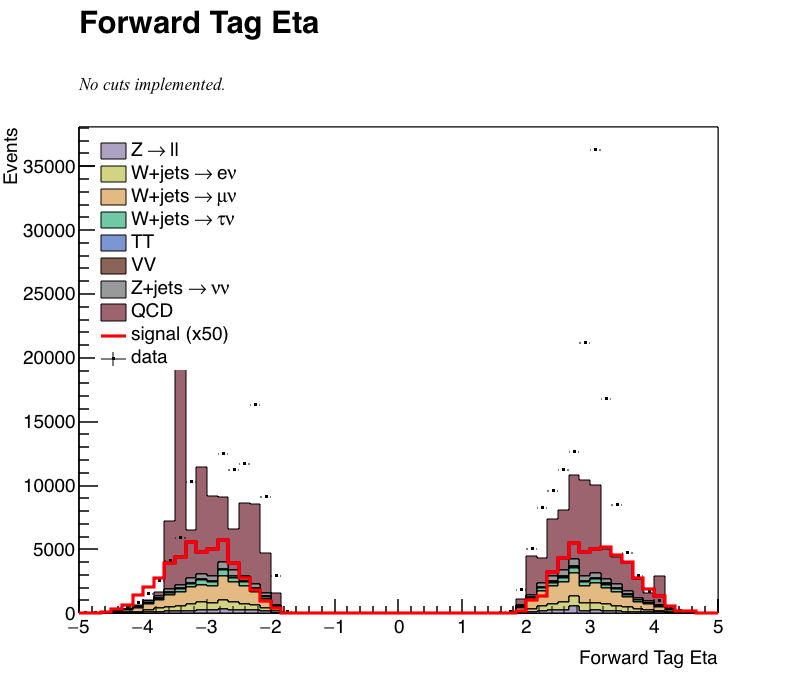 Forward Tag Eta
No cuts implemented.
Events
Z → ll
W+jets → eν
W+jets → μν
W+jets → τν
TT
VV
Z+jets → νν
QCD
signal (x50)
data
35000
30000
25000
20000
15000
10000
5000
0
−5 −4 −3 −2 −1 0 1 2 3 4 5
Forward Tag Eta